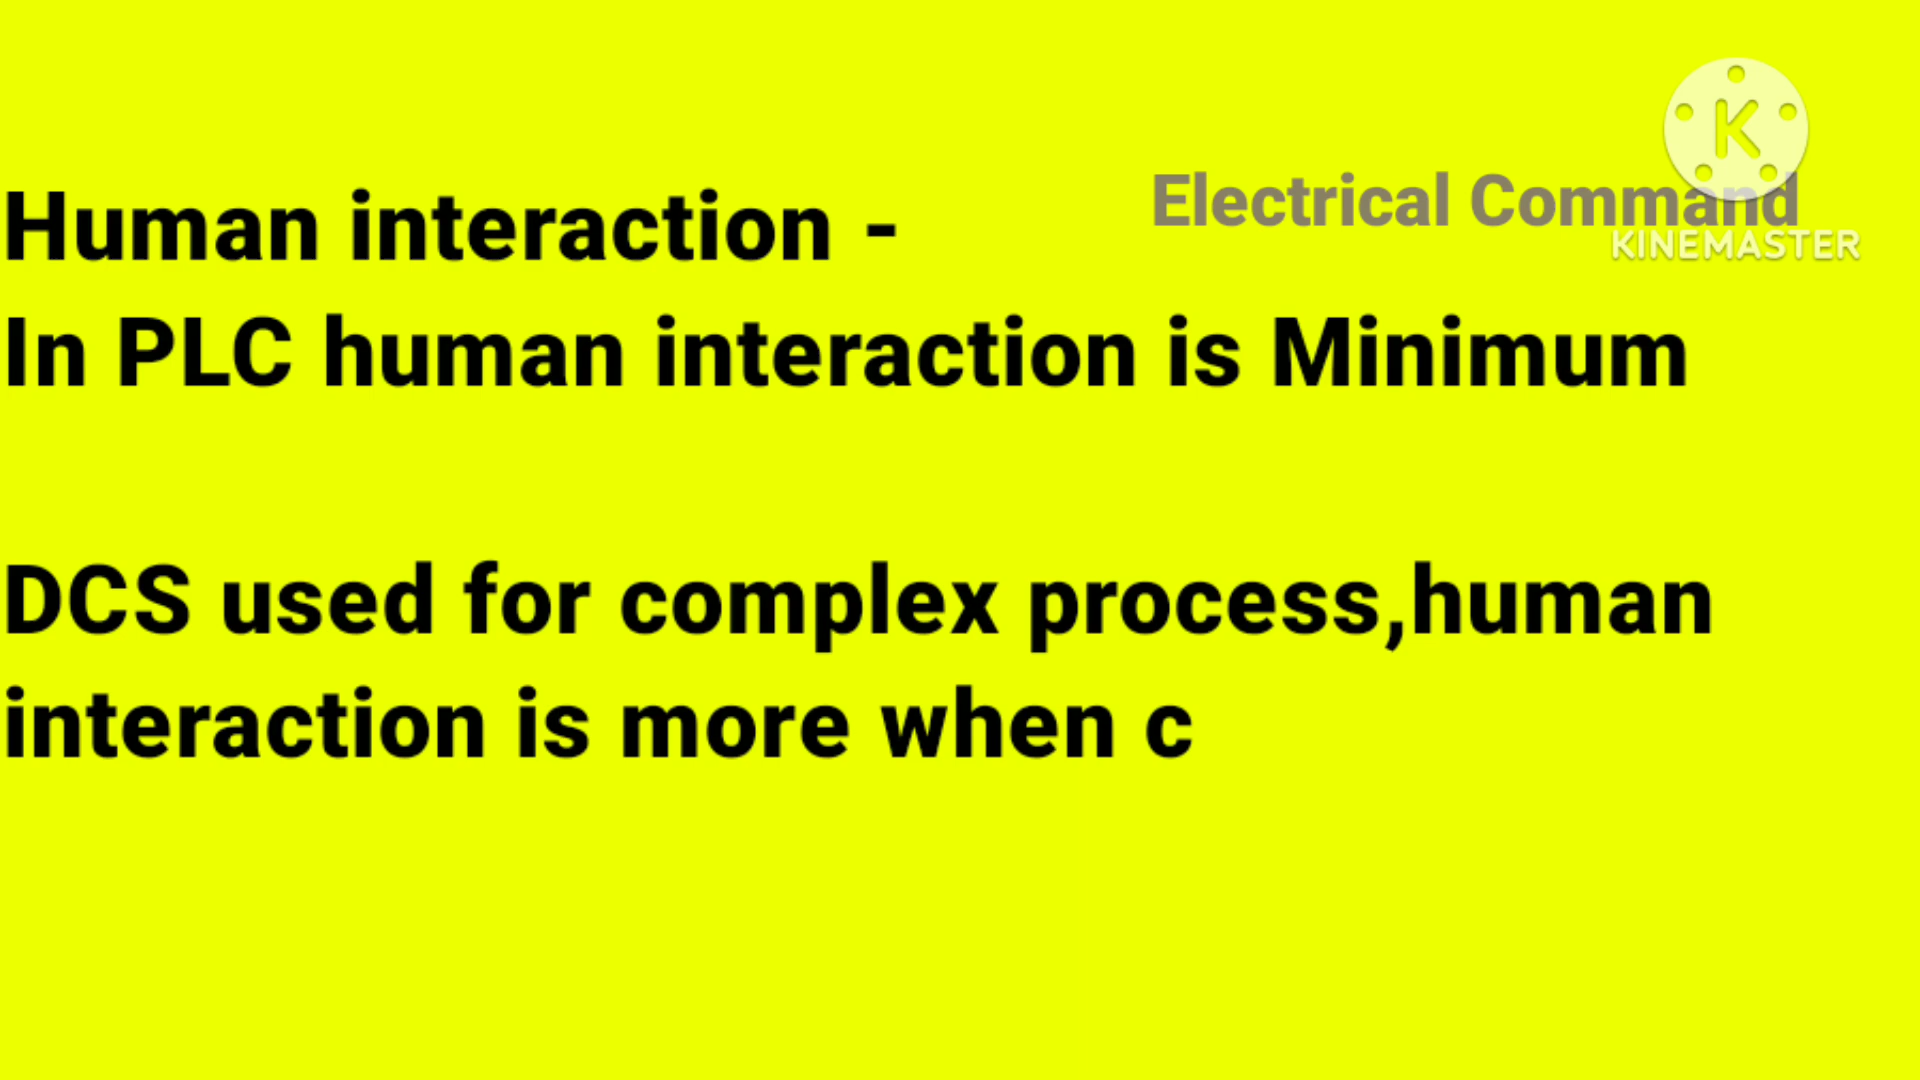 Electrical Command
KINEMASTER
Human interaction -
In PLC human interaction is Minimum
DCS used for complex process,human
interaction is more when c